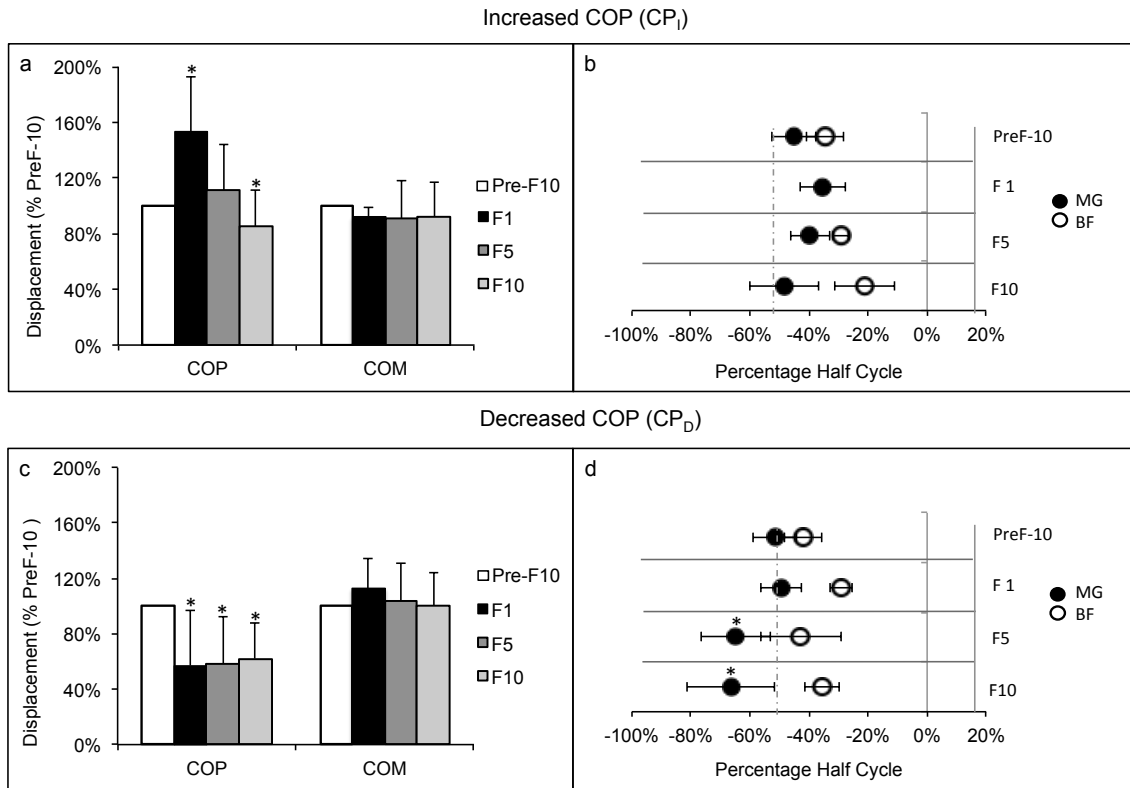 Increased COP (CPI)
a
200%
160%
120%
80%
40%
0%
Displacement (% PreF-10)
*
*
COP
COM
Pre-F10
F1
F5
F10
b
PreF-10
F 1
F5
F10
MG
BF
-100%
-80%
-60%
-40%
-20%
0%
20%
Percentage Half Cycle
Decreased COP (CPD)
c
200%
160%
120%
80%
40%
0%
Displacement (% PreF-10 )
* * *
COP
COM
Pre-F10
F1
F5
F10
d
PreF-10
F 1
F5
F10
*
*
MG
BF
-100%
-80%
-60%
-40%
-20%
0%
20%
Percentage Half Cycle